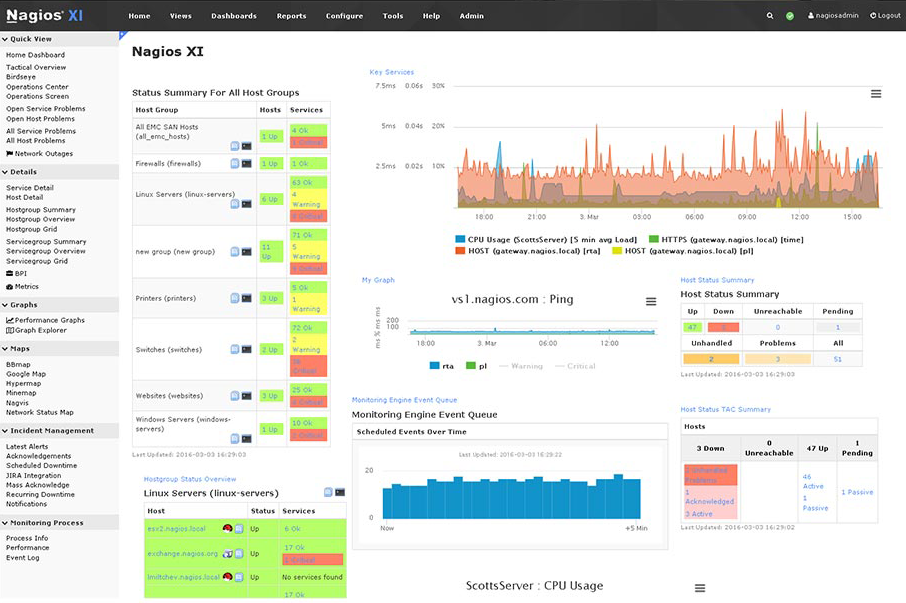 Nagios® XI
Home Views Dashboards Reports Configure Tools Help Admin
nagiosadmin Logout
Quick View
Home Dashboard
Tactical Overview
Birdseye
Operations Center
Operations Screen
Open Service Problems
Open Host Problems
All Service Problems
All Host Problems
Network Outages
Details
Service Detail
Host Detail
Hostgroup Summary
Hostgroup Overview
Hostgroup Grid
Servicegroup Summary
Servicegroup Overview
Servicegroup Grid
BPI
Metrics
Graphs
Performance Graphs
Graph Explorer
Maps
BBmap
Google Map
Hypermap
Minemap
Nagvis
Network Status Map
Incident Management
Latest Alerts
Acknowledgements
Scheduled Downtime
JIRA Integration
Mass Acknowledge
Recurring Downtime
Notifications
Monitoring Process
Process Info
Performance
Event Log
Nagios XI
Status Summary For All Host Groups
Host Group Hosts Services
All EMC SAN Hosts
(all_emc_hosts)
1 Up
4 Ok
Firewalls (firewalls) 1 Up 1 Ok
Linux Servers (linux-servers)
6 Up
63 Ok
4
Warning
new group (new group)
11
Up
71 Ok
5
Warning
Printers (printers)
3 Up
5 Ok
1
Warning
Switches (switches)
2 Up
72 Ok
2
Warning
Critical
Websites (websites) 3 Up
25 Ok
Windows Servers (windows-
servers)
1 Up
10 Ok
Last Updated: 2016-03-03 16:29:03
Hostgroup Status Overview
Linux Servers (linux-servers)
Host Status Services
esx2.nagios.local Up 6 Ok
exchange.nagios.org Up
17 Ok
1 Critical
invitchev.nagios.local Up No services found
17 Ok
Key Services
7.5ms 0.06s 30%
5ms 0.04s 20%
2.5ms 0.02s 10%
18:00 21:00 3. Mar 03:00 06:00 09:00 12:00 15:00
CPU Usage (ScottsServer) [5 min avg Load] HTTPS (gateway.nagios.local) [time]
HOST (gateway.nagios.local) [rta] HOST (gateway.nagios.local) [pl]
My Graph
vs1.nagios.com : Ping
% ms ms
200
100
18:00 3. Mar 06:00 12:00
rta pl Warning Critical
Monitoring Engine Event Queue
Monitoring Engine Event Queue
Scheduled Events Over Time
Last Updated: 2016-03-03 16:29:22
20
0
Now +5 Min
ScottsServer : CPU Usage
Host Status Summary
Host Status Summary
Up Down Unreachable Pending
47 0 1
Unhandled Problems All
2 3 51
Last Updated: 2016-03-03 16:29:03
Host Status TAC Summary
Hosts
3 Down
0
Unreachable
47 Up
1
Pending
2 Unhandled
Problems
1
Acknowledged
3 Active
46
Active
1
Passive
1 Passive
Last Updated: 2016-03-03 16:29:02